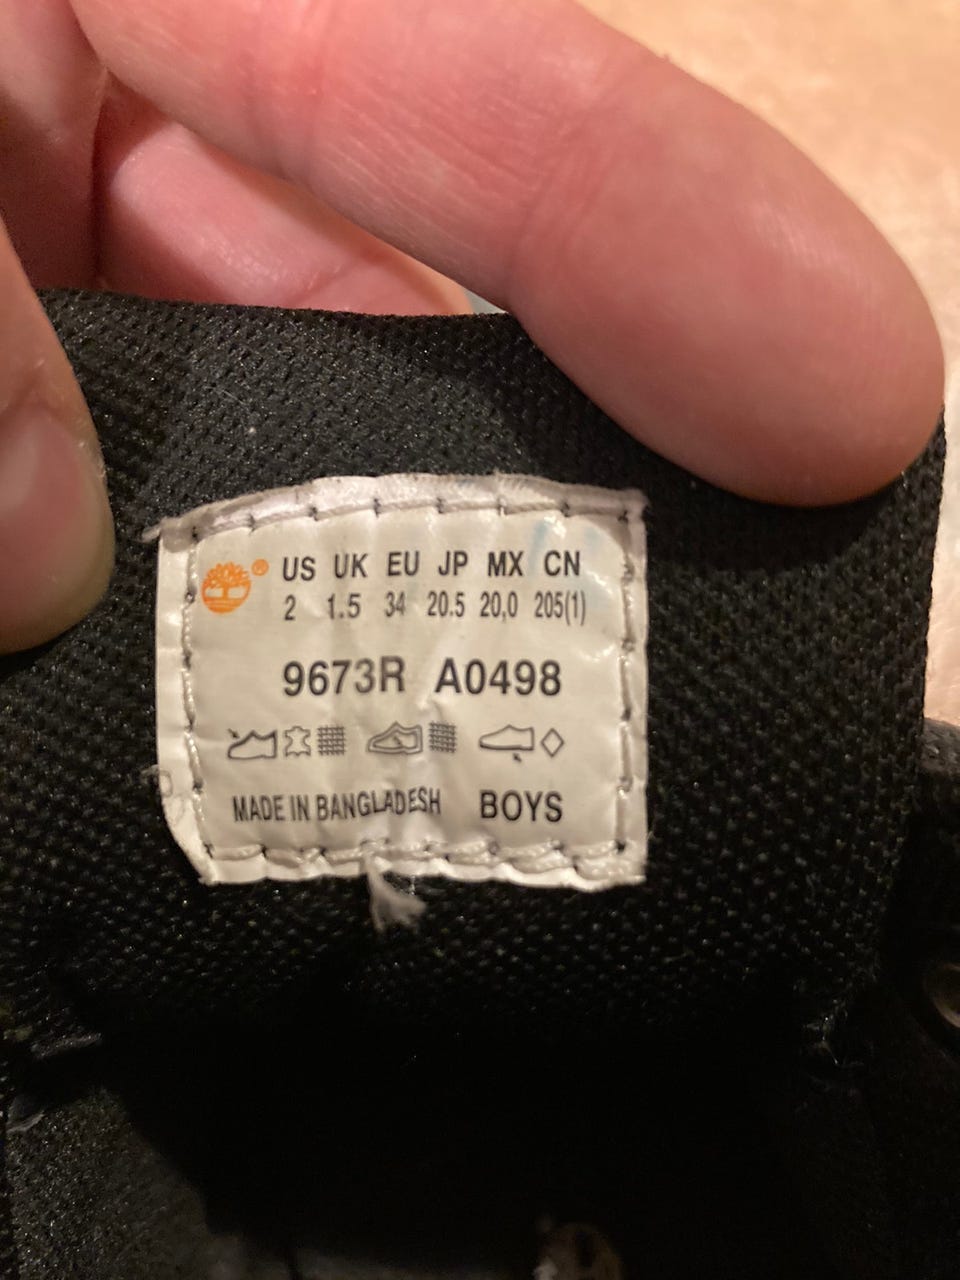 ® US UK EU JP MX CN
2 1.5 34 20.5 20,0 205(1)
9673R A0498
MADE IN BANGLADESH BOYS